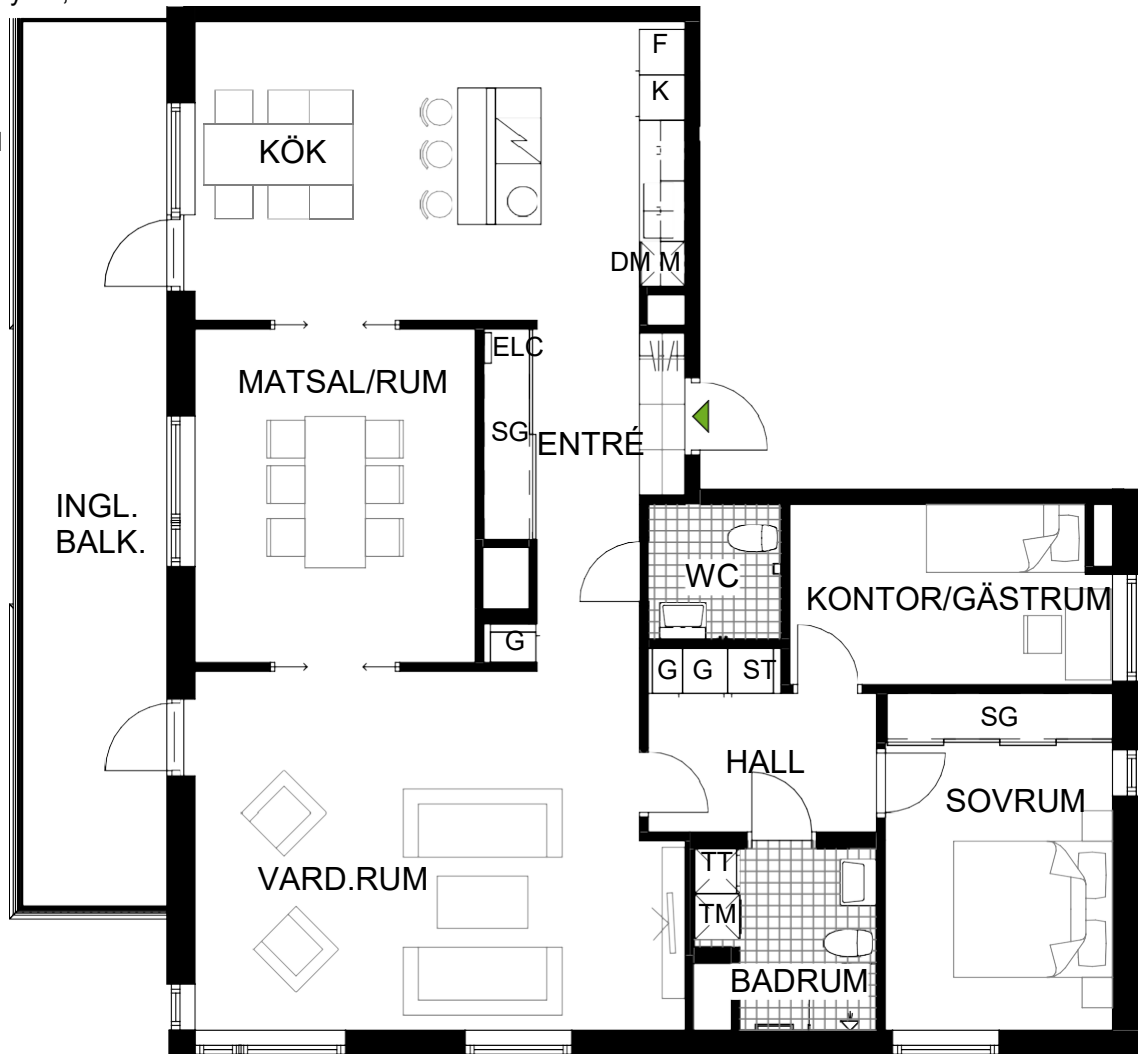 F
K
KÖK
DM M
ELC
MATSAL/RUM
SG
ENTRÉ
INGL.
BALK.
WC
KONTOR/GÄSTRUM
G
G G ST
SG
HALL
SOVRUM
VARD.RUM
TT
TM
BADRUM